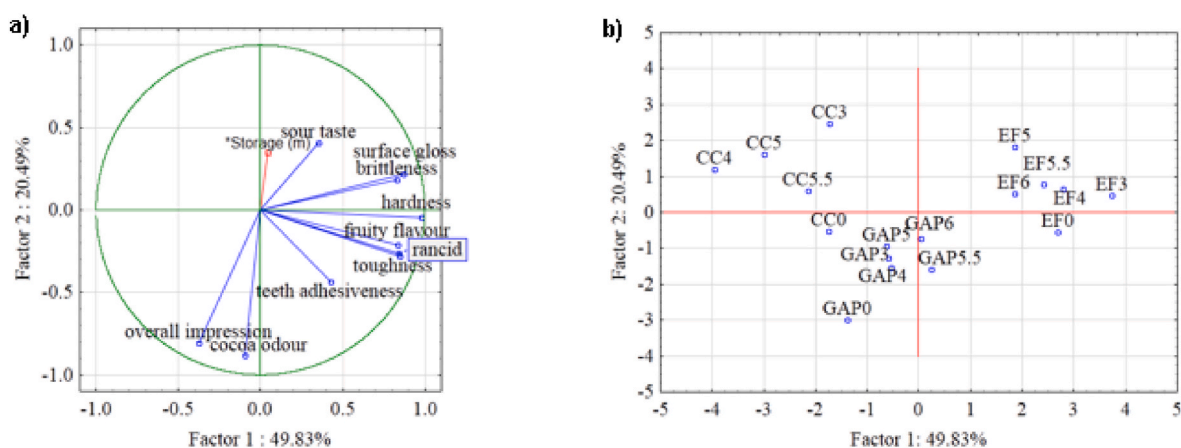 a)
1.0
0.5
0.0
-0.5
-1.0
Factor 2 : 20.49%
*Storage (m)
sour taste
surface gloss
brittleness
hardness
fruity flavour
rancid
toughness
teeth adhesiveness
overall impression
cocoa odour
-1.0 -0.5 0.0 0.5 1.0
Factor 1 : 49.83%
b)
5
4
3
2
1
0
-1
-2
-3
-4
-5
Factor 2: 20.49%
CC3
CC5
CC4
CC5.5
CC0
EF5
EF5.5
EF6
EF4
EF3
EF0
GAP6
GAP5
GAP3
GAP5.5
GAP4
GAP0
-5 -4 -3 -2 -1 0 1 2 3 4 5
Factor 1 : 49.83%